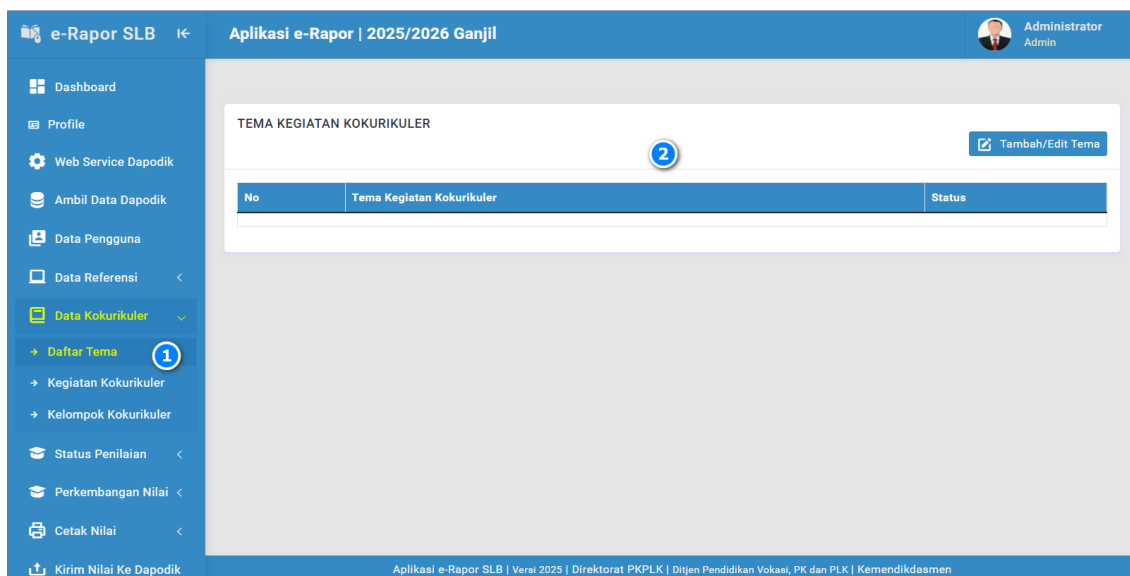 e-Rapor SLB
Aplikasi e-Rapor | 2025/2026 Ganjil
Administrator
Admin
Dashboard
Profile
Web Service Dapodik
Ambil Data Dapodik
Data Pengguna
Data Referensi
Data Kokurikuler
Daftar Tema
1
Kegiatan Kokurikuler
Kelompok Kokurikuler
Status Penilaian
Perkembangan Nilai
Cetak Nilai
Kirim Nilai Ke Dapodik
TEMA KEGIATAN KOKURIKULER
2
Tambah/Edit Tema
No Tema Kegiatan Kokurikuler Status
Aplikasi e-Rapor SLB | Versi 2025 | Direktorat PKPLK | Ditjen Pendidikan Vokasi, PK dan PLK | Kemendikdasmen